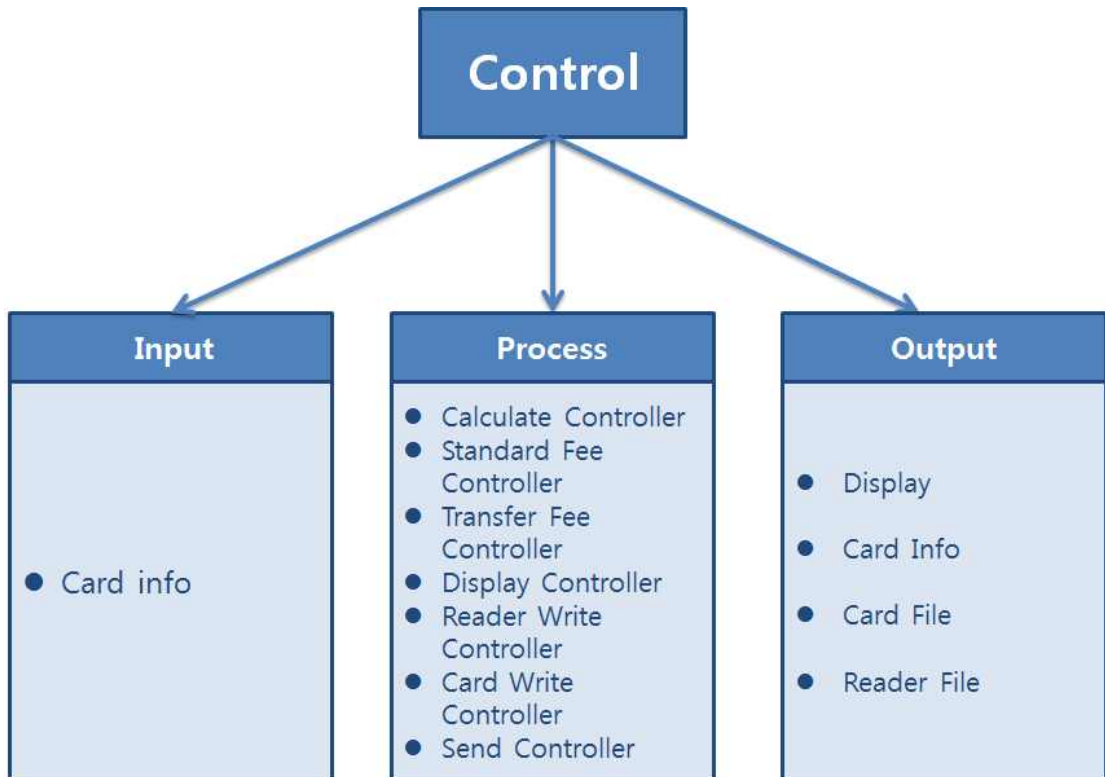 Control
Input
Card info
Process
Calculate Controller
Standard Fee
Controller
Transfer Fee
Controller
Display Controller
Reader Write
Controller
Card Write
Controller
Send Controller
Output
Display
Card Info
Card File
Reader File